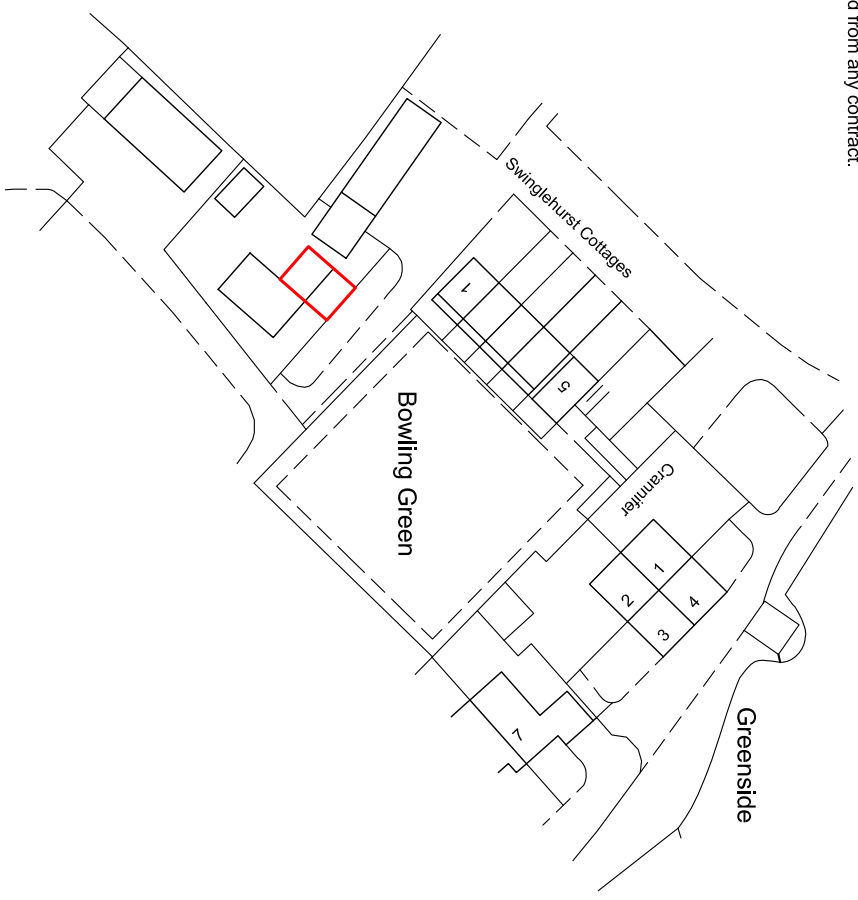 d from any contract.
Swinglehurst Cottages
1
5
Bowling Green
Crannifer
1
2
4
3
7
Greenside